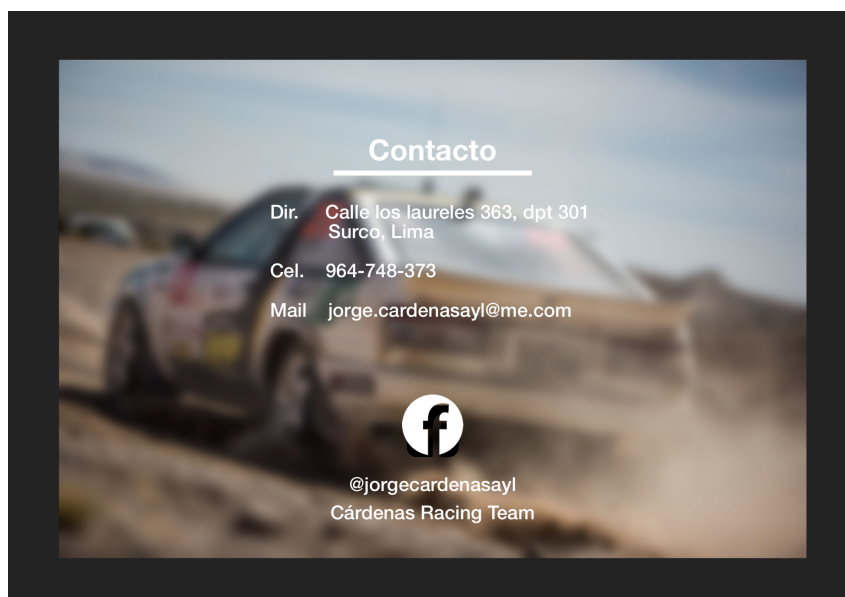 Contacto
Dir. Calle los laureles 363, dpt 301
Surco, Lima
Cel. 964-748-373
Mail jorge.cardenasayl@me.com
f
@jorgecardenasayl
Cárdenas Racing Team